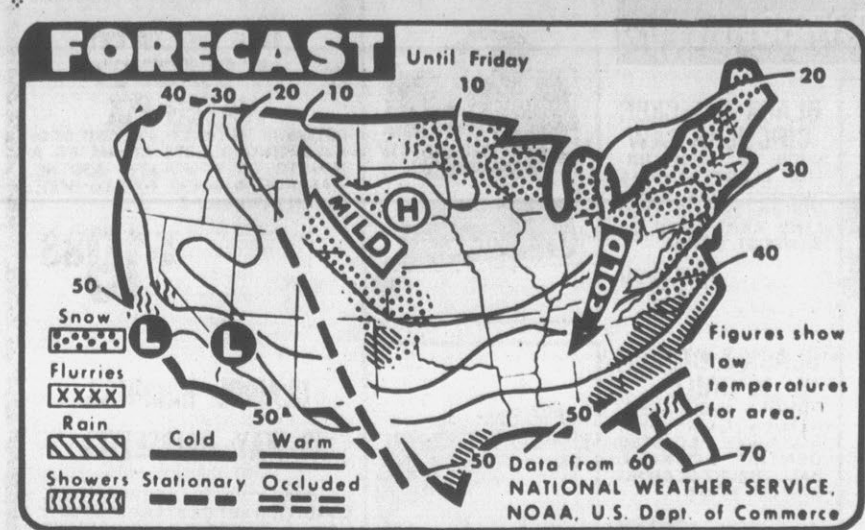 FORECAST
Until Friday
40 30 20 10 10 20
30
MILD
H
COLD
40
50
L L
Snow
Flurries
XXXX
Rain
Showers
Cold Warm
Stationary Occluded
50
50
50
60 70
Figures show
low
temperatures
for area.
Data from
NATIONAL WEATHER SERVICE,
NOAA, U.S. Dept. of Commerce